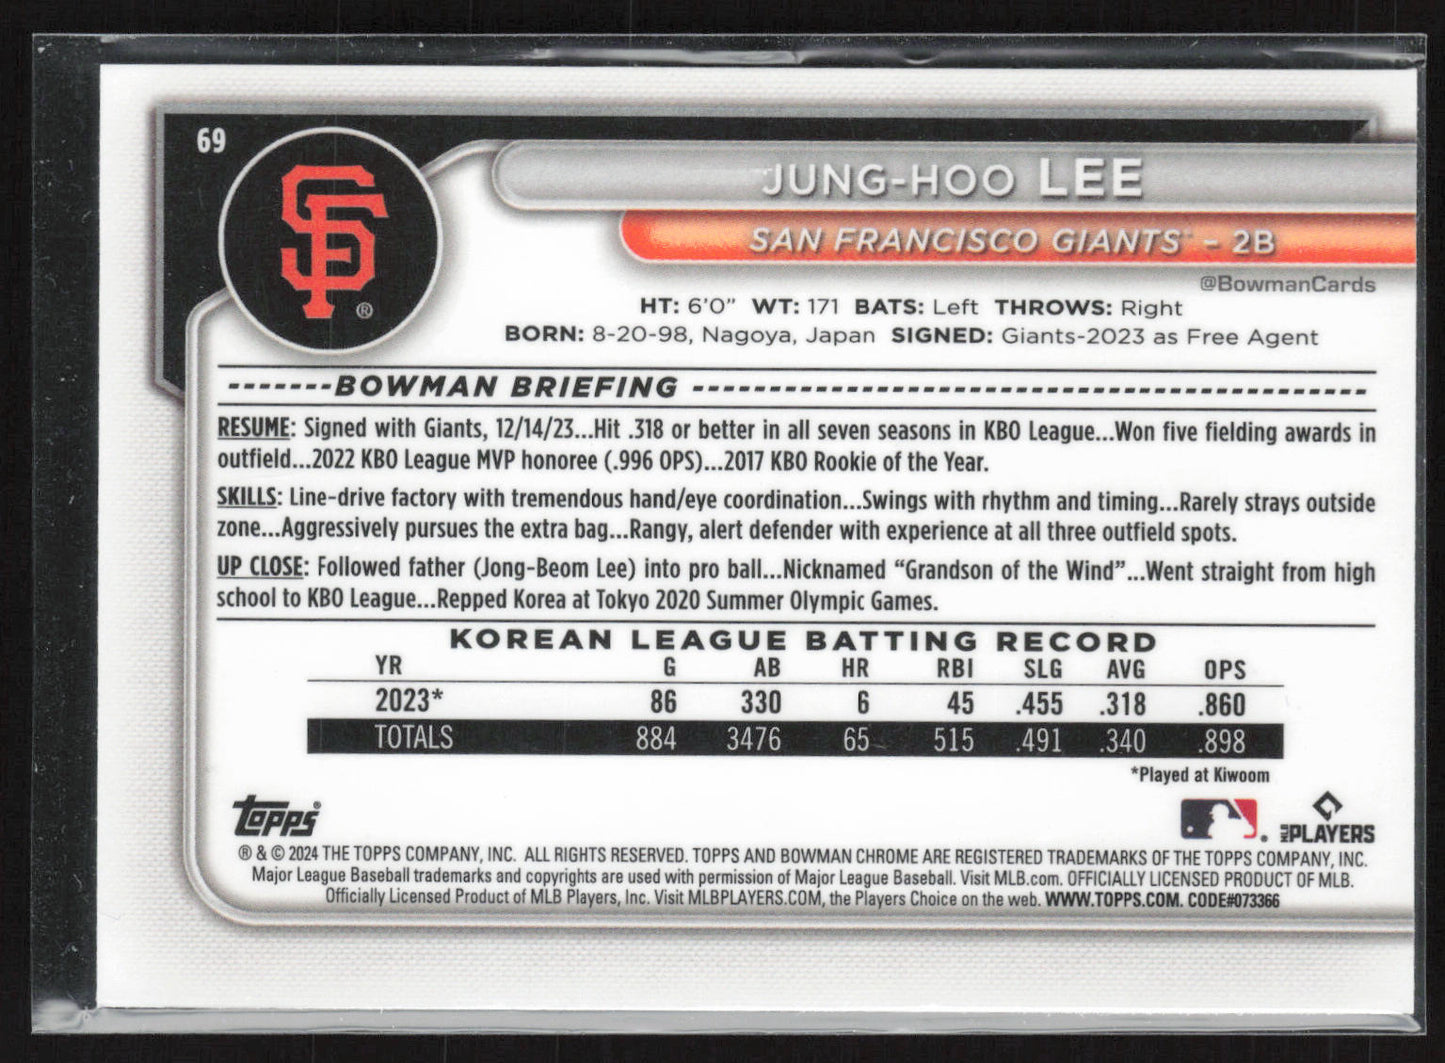 69
SF ®
JUNG-HOO LEE
SAN FRANCISCO GIANTS™ - 2B
@BowmanCards
HT: 6'0" WT: 171 BATS: Left THROWS: Right
BORN: 8-20-98, Nagoya, Japan SIGNED: Giants-2023 as Free Agent
-------BOWMAN BRIEFING ------------------------------------------------
RESUME: Signed with Giants, 12/14/23...Hit .318 or better in all seven seasons in KBO League...Won five fielding awards in
outfield...2022 KBO League MVP honoree (.996 OPS)...2017 KBO Rookie of the Year.
SKILLS: Line-drive factory with tremendous hand/eye coordination...Swings with rhythm and timing...Rarely strays outside
zone...Aggressively pursues the extra bag...Rangy, alert defender with experience at all three outfield spots.
UP CLOSE: Followed father (Jong-Beom Lee) into pro ball...Nicknamed “Grandson of the Wind”...Went straight from high
school to KBO League...Repped Korea at Tokyo 2020 Summer Olympic Games.
KOREAN LEAGUE BATTING RECORD
YR G AB HR RBI SLG AVG OPS
2023* 86 330 6 45 .455 .318 .860
TOTALS 884 3476 65 515 .491 .340 .898
*Played at Kiwoom
Topps®
MLB PLAYERS
® & © 2024 THE TOPPS COMPANY, INC. ALL RIGHTS RESERVED. TOPPS AND BOWMAN CHROME ARE REGISTERED TRADEMARKS OF THE TOPPS COMPANY, INC.
Major League Baseball trademarks and copyrights are used with permission of Major League Baseball. Visit MLB.com. OFFICIALLY LICENSED PRODUCT OF MLB.
Officially Licensed Product of MLB Players, Inc. Visit MLBPLAYERS.COM, the Players Choice on the web. WWW.TOPPS.COM. CODE#073366